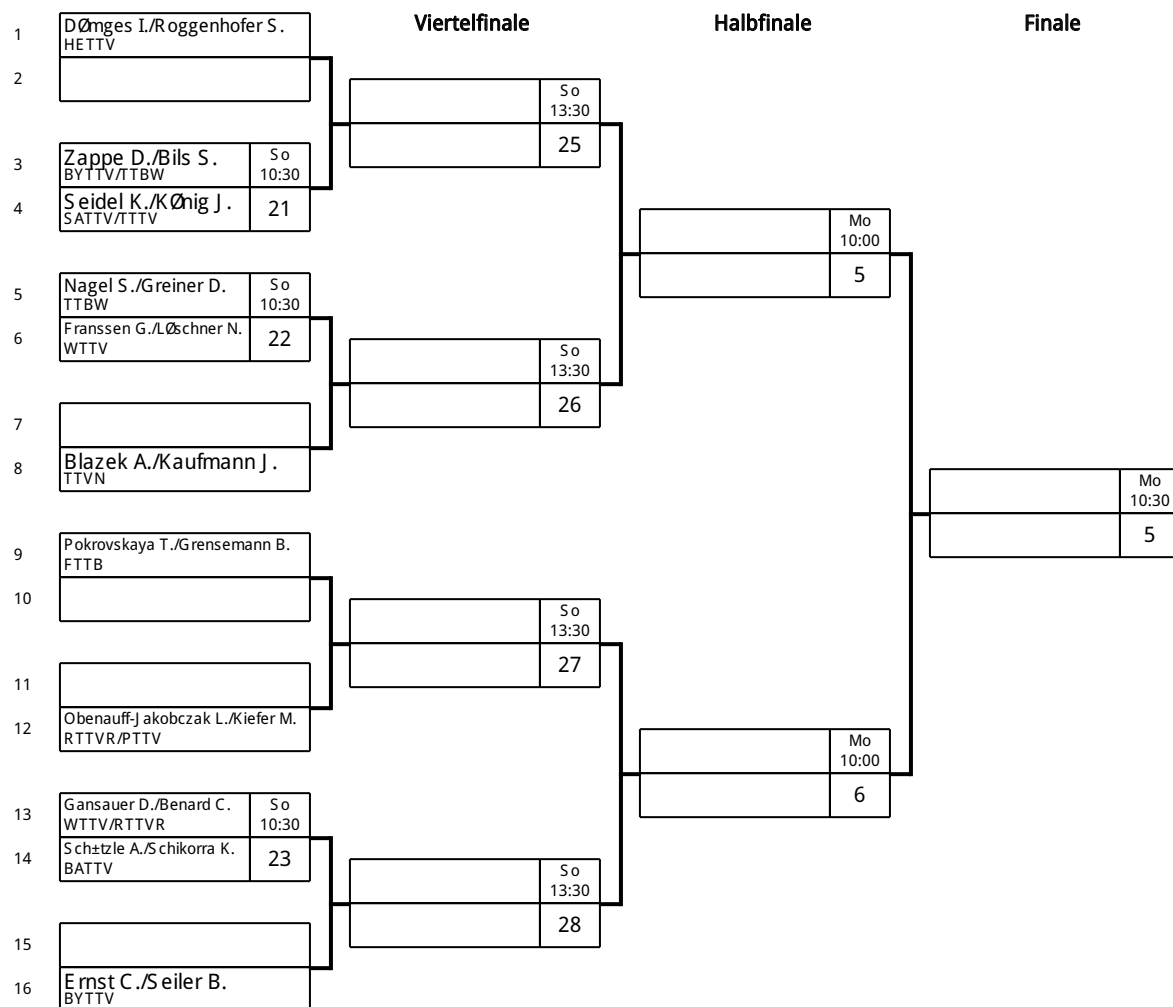 Viertelfinale
Halbfinale
Finale
1
DØmges I./Roggenhofer S.
HETTV
2
So
13:30
25
3
Zappe D./Bils S.
BYTTV/TTBW
So
10:30
4
Seidel K./KØnig J.
SATTV/TTTV
21
Mo
10:00
5
5
Nagel S./Greiner D.
TTBW
So
10:30
6
Franssen G./LØschner N.
WTTV
22
So
13:30
26
7
8
Blazek A./Kaufmann J.
TTVN
Mo
10:30
5
9
Pokrovskaya T./Grensemann B.
FTTB
10
So
13:30
27
11
12
Obenauff-Jakobczak L./Kiefer M.
RTTVR/PTTV
Mo
10:00
6
13
Gansauer D./Benard C.
WTTV/RTTVR
So
10:30
14
Sch±tzle A./Schikorra K.
BATTV
23
So
13:30
28
15
16
Ernst C./Seiler B.
BYTTV